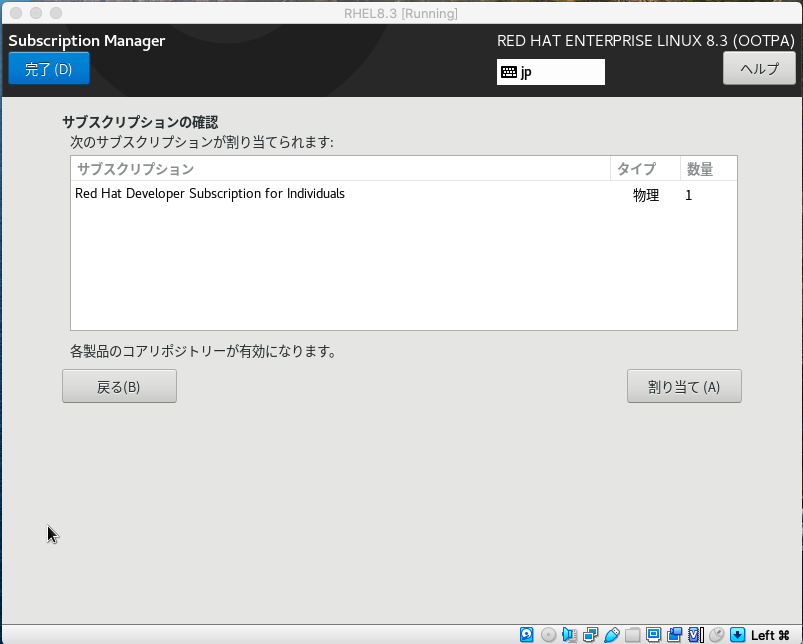 RHEL8.3 [Running]
Subscription Manager
RED HAT ENTERPRISE LINUX 8.3 (OOTPA)
完了 (D)
jp
ヘルプ
サブスクリプションの確認
次のサブスクリプションが割り当てられます:
サブスクリプション タイプ 数量
Red Hat Developer Subscription for Individuals 物理 1
各製品のコアリポジトリーが有効になります。
戻る(B)
割り当て (A)
Left ⌘